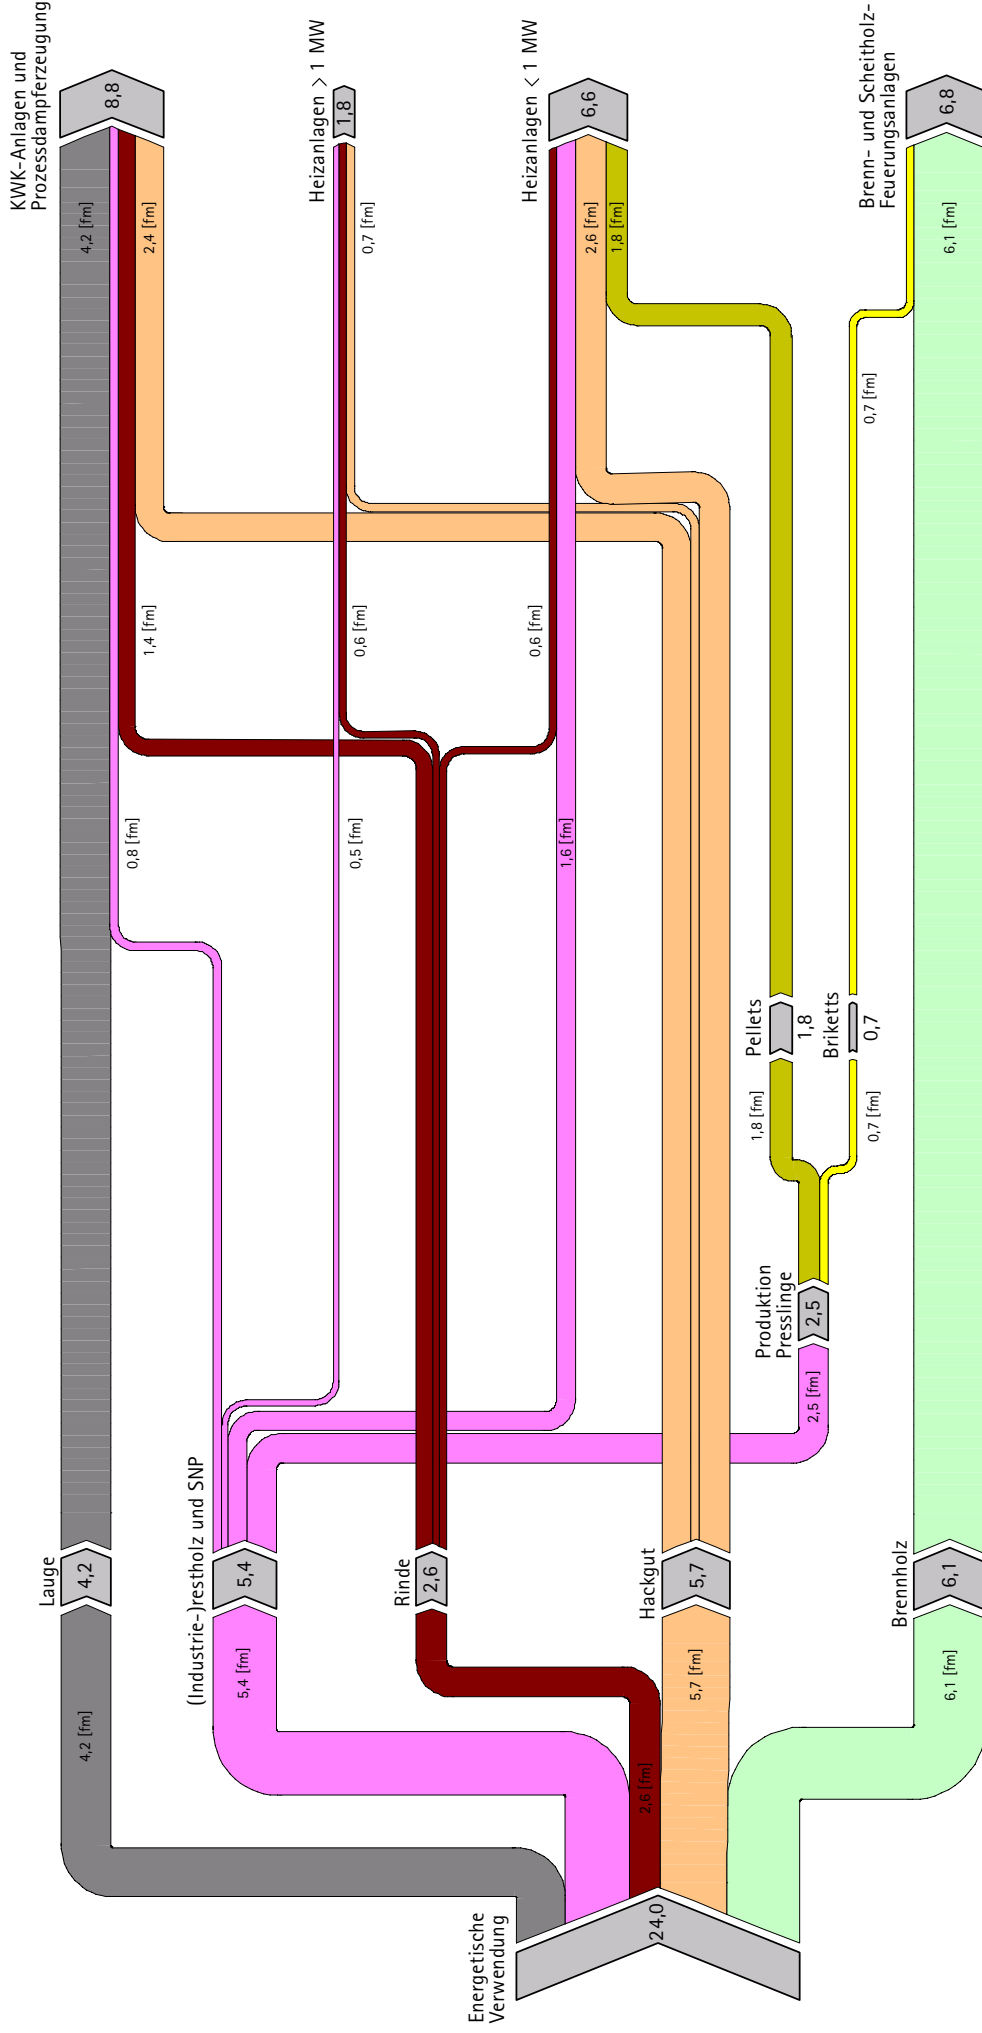 Energetische
Verwendung
24,0
4,2 [fm]
5,4 [fm]
2,6 [fm]
5,7 [fm]
6,1 [fm]
Lauge
4,2
(Industrie-)restholz und SNP
5,4
Rinde
2,6
Hackgut
5,7
Brennholz
6,1
2,5 [fm]
Produktion
Presslinge
2,5
1,8 [fm]
0,7 [fm]
Pellets
1,8
Briketts
0,7
0,8 [fm]
0,5 [fm]
1,6 [fm]
1,4 [fm]
0,6 [fm]
0,6 [fm]
0,7 [fm]
4,2 [fm]
2,4 [fm]
0,7 [fm]
2,6 [fm]
1,8 [fm]
6,1 [fm]
KWK-Anlagen und
Prozessdampferzeugung
8,8
Heizanlagen > 1 MW
1,8
Heizanlagen < 1 MW
6,6
Brenn- und Scheitholz-
Feuerungsanlagen
6,8